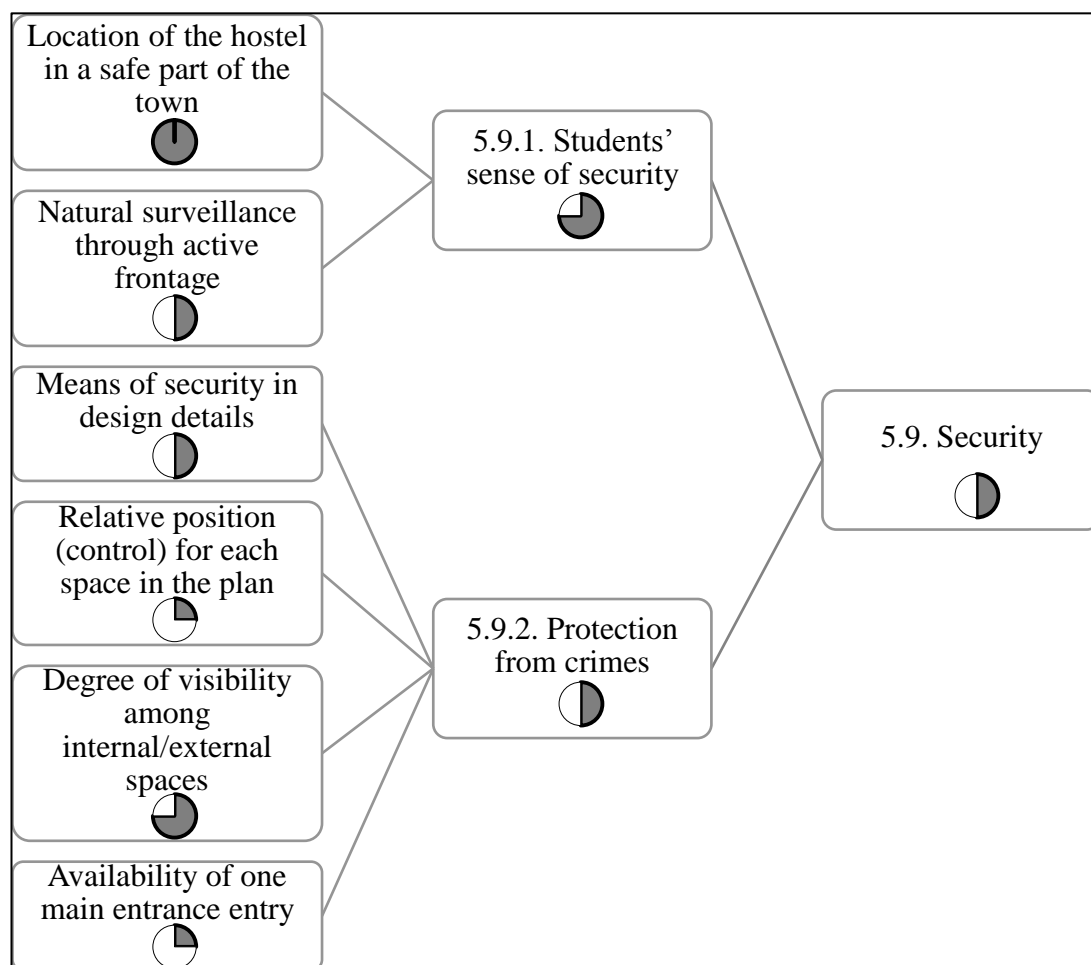 Location of the hostel
in a safe part of the
town
Natural surveillance
through active
frontage
Means of security in
design details
Relative position
(control) for each
space in the plan
Degree of visibility
among
internal/external
spaces
Availability of one
main entrance entry
5.9.1. Students’
sense of security
5.9.2. Protection
from crimes
5.9. Security